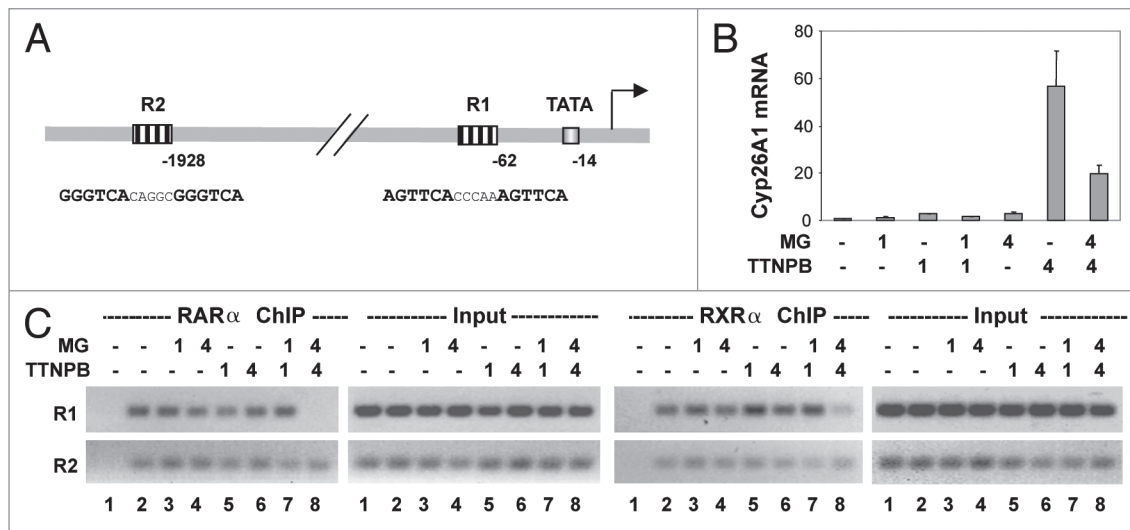 A
R2
R1
TATA
-1928
-62
-14
GGGTCACAGGCGGGTCA
AGTTCACCCAAAGTTCA
B
Cyp26A1 mRNA
80
60
40
20
0
MG - 1 - 1 4 - 4
TTNPB - - 1 1 - 4 4
C
---------- RARα ChIP -----
---------- Input ----------
---------- RXRα ChIP -----
---------- Input ----------
MG - - 1 4 - - 1 4 - - 1 4 - - 1 4 - - 1 4 - - 1 4 - - 1 4 - - 1 4
TTNPB - - - - 1 4 1 4 - - - - 1 4 1 4 - - - - 1 4 1 4 - - - - 1 4 1 4
R1
R2
1 2 3 4 5 6 7 8 1 2 3 4 5 6 7 8 1 2 3 4 5 6 7 8 1 2 3 4 5 6 7 8